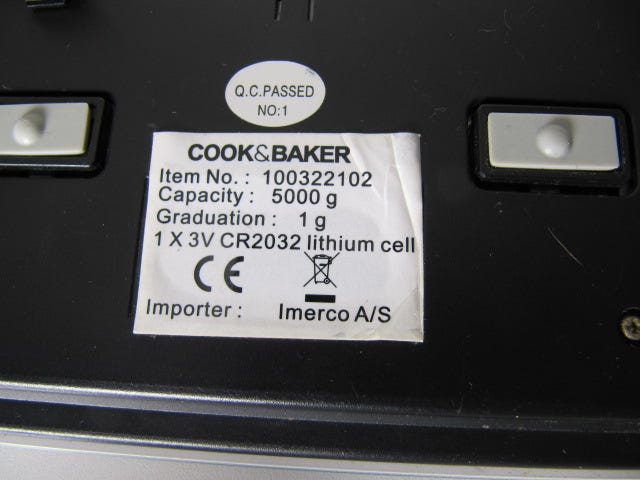 Q.C.PASSED
NO:1
COOK&BAKER
Item No. : 100322102
Capacity : 5000 g
Graduation : 1 g
1 X 3V CR2032 lithium cell
CE
Importer : Imerco A/S